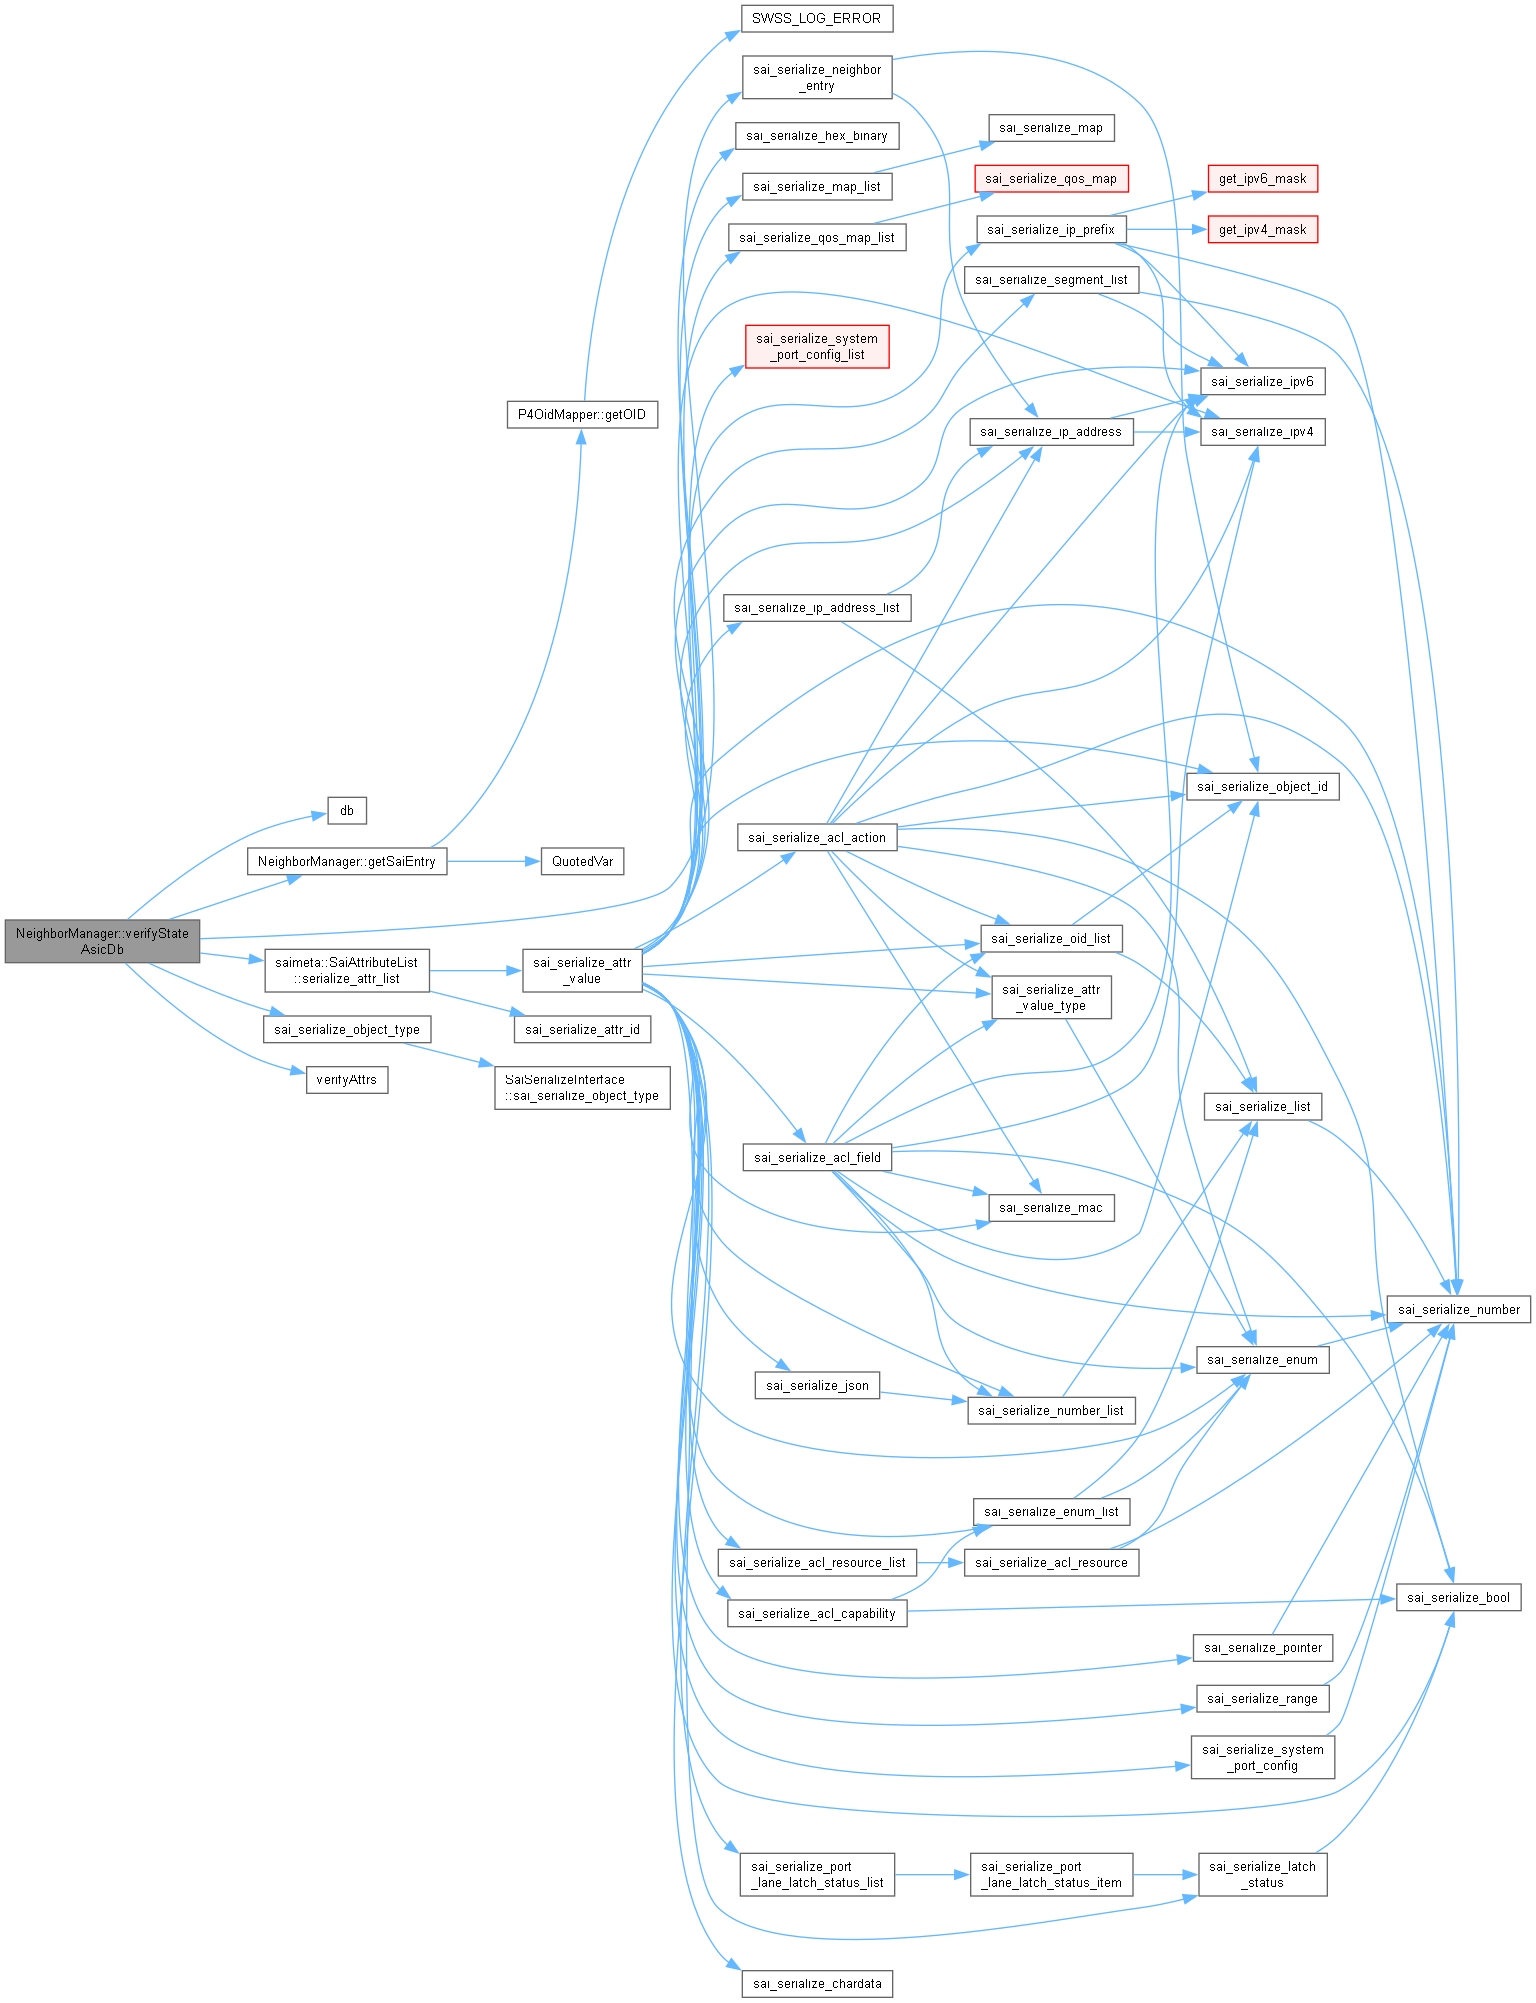 SWSS_LOG_ERROR
sai_serialize_neighbor
_entry
sai_serialize_hex_binary
sai_serialize_map
sai_serialize_map_list
sai_serialize_qos_map
get_ipv6_mask
sai_serialize_qos_map_list
sai_serialize_ip_prefix
get_ipv4_mask
sai_serialize_segment_list
sai_serialize_system
_port_config_list
sai_serialize_ipv6
P4OidMapper::getOID
sai_serialize_ip_address
sai_serialize_ipv4
sai_serialize_ip_address_list
sai_serialize_object_id
db
sai_serialize_acl_action
NeighborManager::getSaiEntry
QuotedVar
NeighborManager::verifyState
AsicDb
sai_serialize_oid_list
saimeta::SaiAttributeList
::serialize_attr_list
sai_serialize_attr
_value
sai_serialize_attr
_value_type
sai_serialize_object_type
sai_serialize_attr_id
verifyAttrs
SaiSerializeInterface
::sai_serialize_object_type
sai_serialize_list
sai_serialize_acl_field
sai_serialize_mac
sai_serialize_number
sai_serialize_enum
sai_serialize_json
sai_serialize_number_list
sai_serialize_enum_list
sai_serialize_acl_resource_list
sai_serialize_acl_resource
sai_serialize_bool
sai_serialize_acl_capability
sai_serialize_pointer
sai_serialize_range
sai_serialize_system
_port_config
sai_serialize_port
_lane_latch_status_list
sai_serialize_port
_lane_latch_status_item
sai_serialize_latch
_status
sai_serialize_chardata